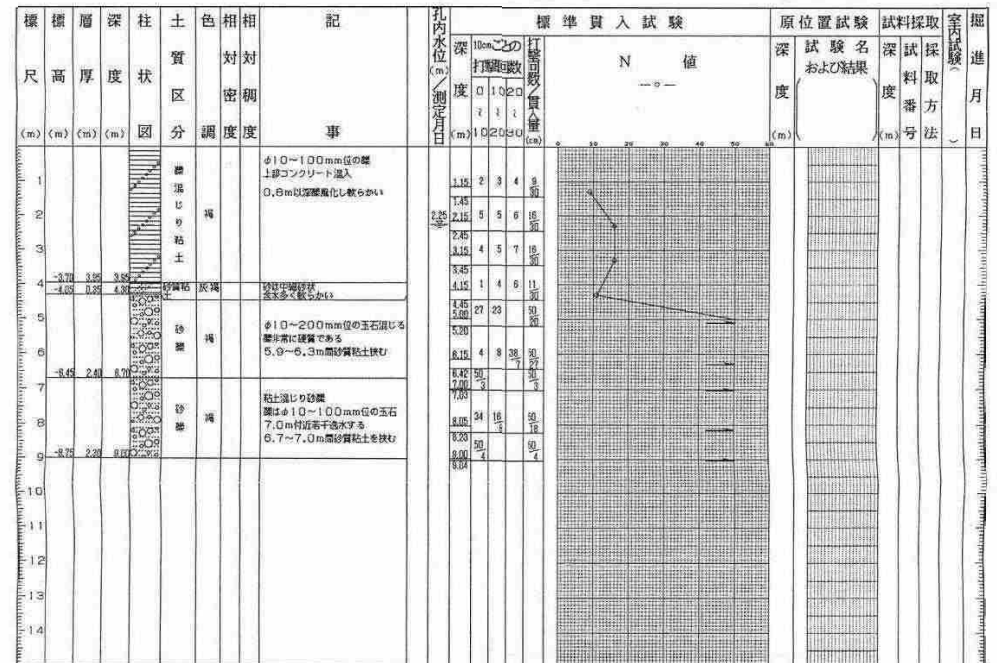 標尺(m)
標高(m)
層厚(m)
深度(m)
柱状図
土質区分
色調
相対密度
相対稠度
記事
孔内水位(m)/測定月日
標準貫入試験
深度(m)
10cmごとの打撃回数
0〜10
10〜20
20〜30
打撃回数/貫入量(cm)
N 値
0 10 20 30 40 50 60
原位置試験
深度(m)
試験名および結果
試料採取
深度(m)
試料番号
採取方法
室内試験
掘進月日
礫混じり粘土
褐
φ10〜100mm位の礫
上部コンクリート混入
0.8m以深礫風化し軟らかい
-3.70 3.95 3.95
砂質粘土
灰褐
砂は中細砂状
含水多く軟らかい
-4.05 0.35 4.30
砂礫
褐
φ10〜200mm位の玉石混じる
礫非常に硬質である
5.9〜6.3m間砂質粘土挟む
-6.45 2.40 6.70
砂礫
褐
粘土混じり砂礫
礫はφ10〜100mm位の玉石
7.0m付近若干逸水する
6.7〜7.0m間砂質粘土を挟む
-8.75 2.30 9.00
2.25
1.15 2 3 4 9/30
1.45
2.15 5 5 6 16/30
2.45
3.15 4 5 7 16/30
3.45
4.15 1 4 6 11/30
4.45
5.00 27 23 50/20
5.20
6.15 4 8 38/7 50/27
6.42
7.00 50/3 50/3
7.03
8.05 34 16/8 50/18
8.23
9.00 50/4 50/4
9.04
1
2
3
4
5
6
7
8
9
10
11
12
13
14